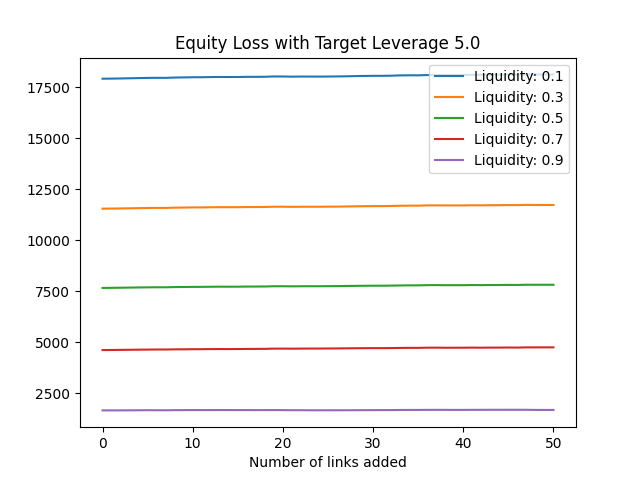 Equity Loss with Target Leverage 5.0
17500
15000
12500
10000
7500
5000
2500
Liquidity: 0.1
Liquidity: 0.3
Liquidity: 0.5
Liquidity: 0.7
Liquidity: 0.9
0 10 20 30 40 50
Number of links added